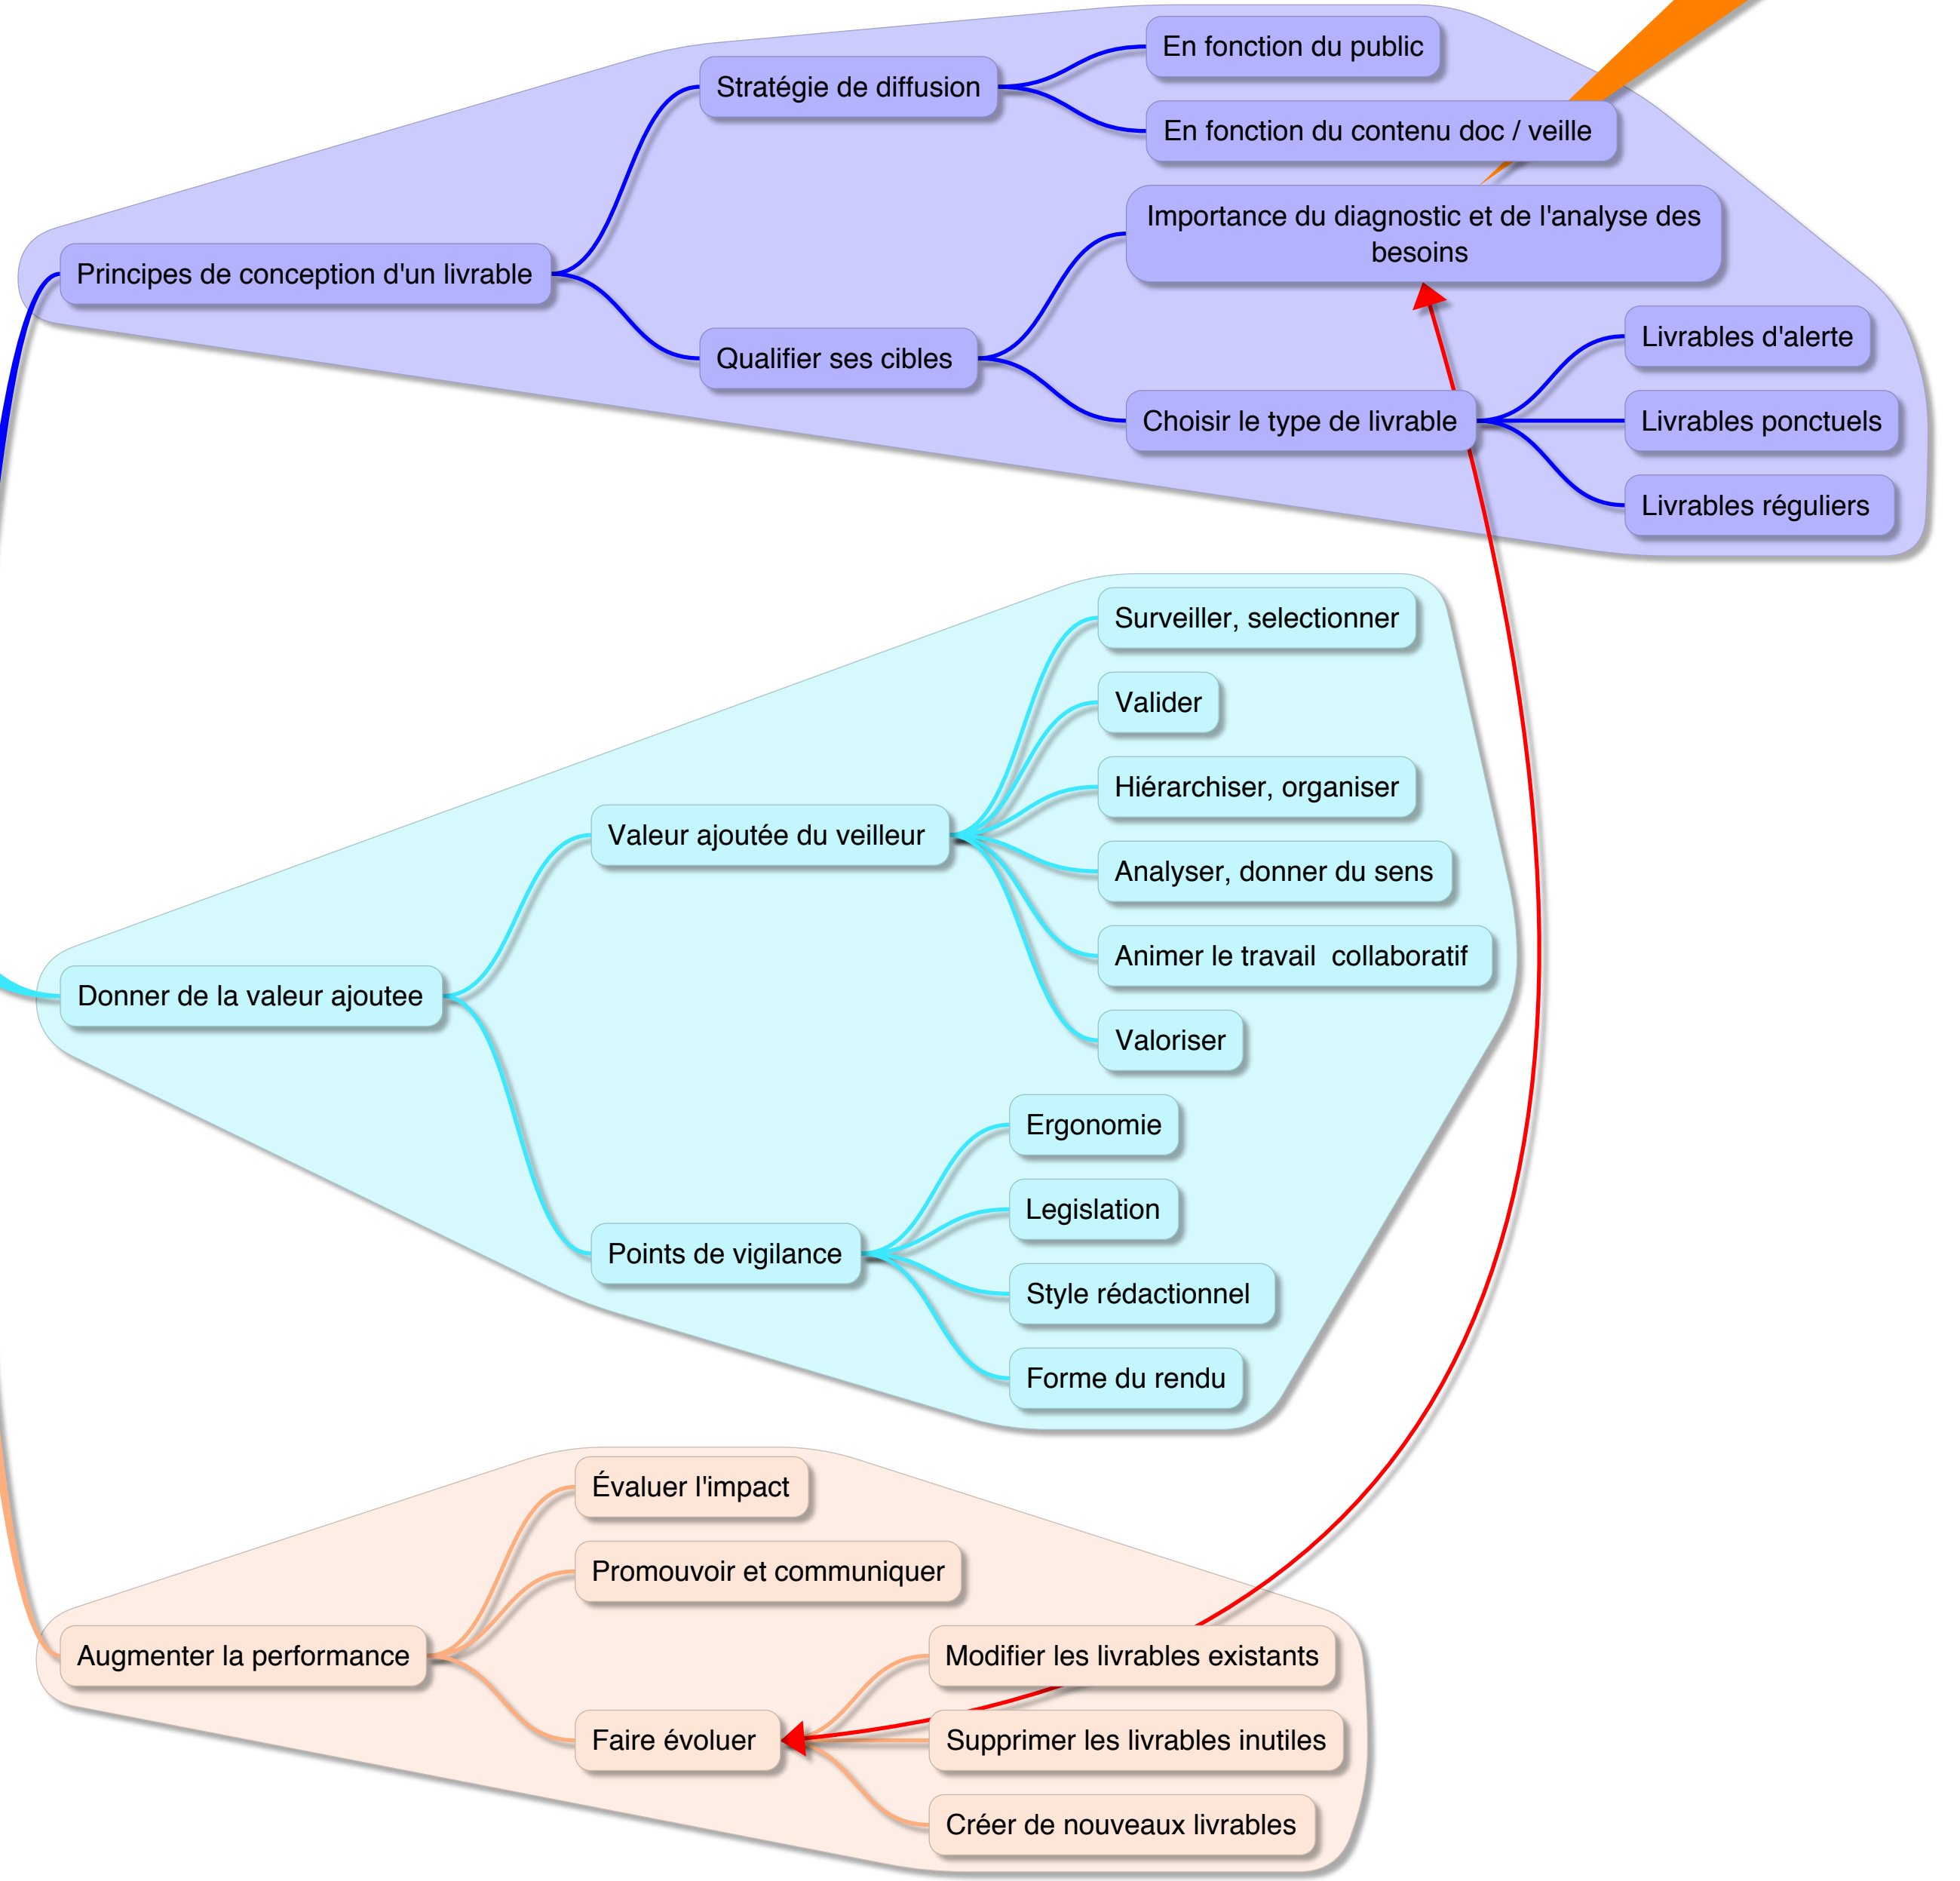 Principes de conception d'un livrable
Stratégie de diffusion
En fonction du public
En fonction du contenu doc / veille
Qualifier ses cibles
Importance du diagnostic et de l'analyse des
besoins
Choisir le type de livrable
Livrables d'alerte
Livrables ponctuels
Livrables réguliers
Donner de la valeur ajoutee
Valeur ajoutée du veilleur
Surveiller, selectionner
Valider
Hiérarchiser, organiser
Analyser, donner du sens
Animer le travail  collaboratif
Valoriser
Points de vigilance
Ergonomie
Legislation
Style rédactionnel
Forme du rendu
Augmenter la performance
Évaluer l'impact
Promouvoir et communiquer
Faire évoluer
Modifier les livrables existants
Supprimer les livrables inutiles
Créer de nouveaux livrables